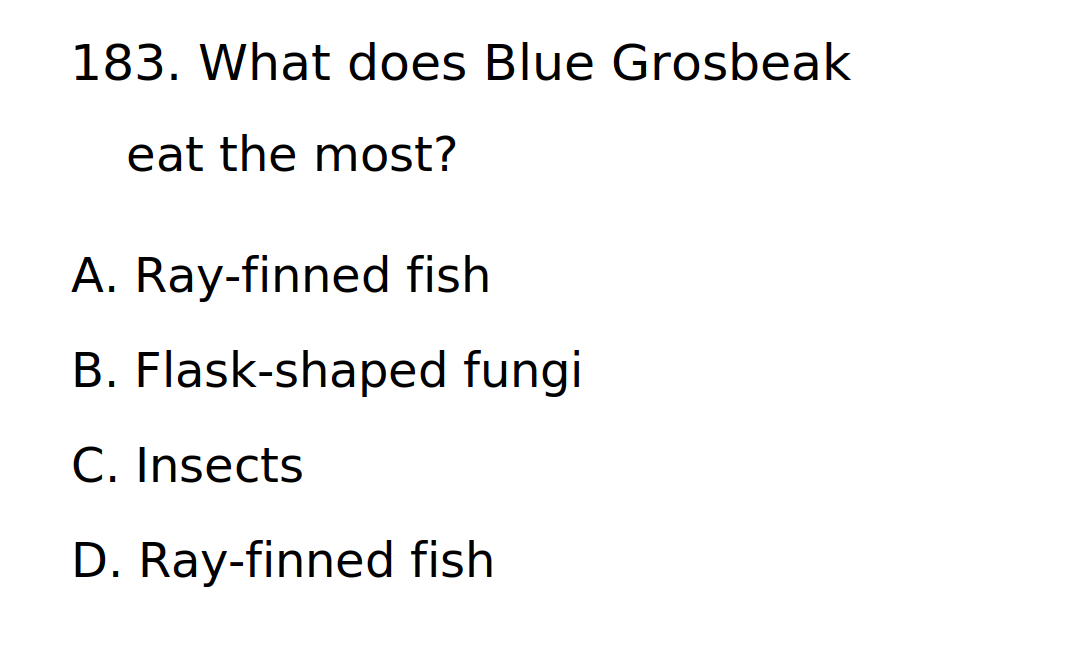 183. What does Blue Grosbeak
eat the most?
A. Ray-finned fish
B. Flask-shaped fungi
C. Insects
D. Ray-finned fish